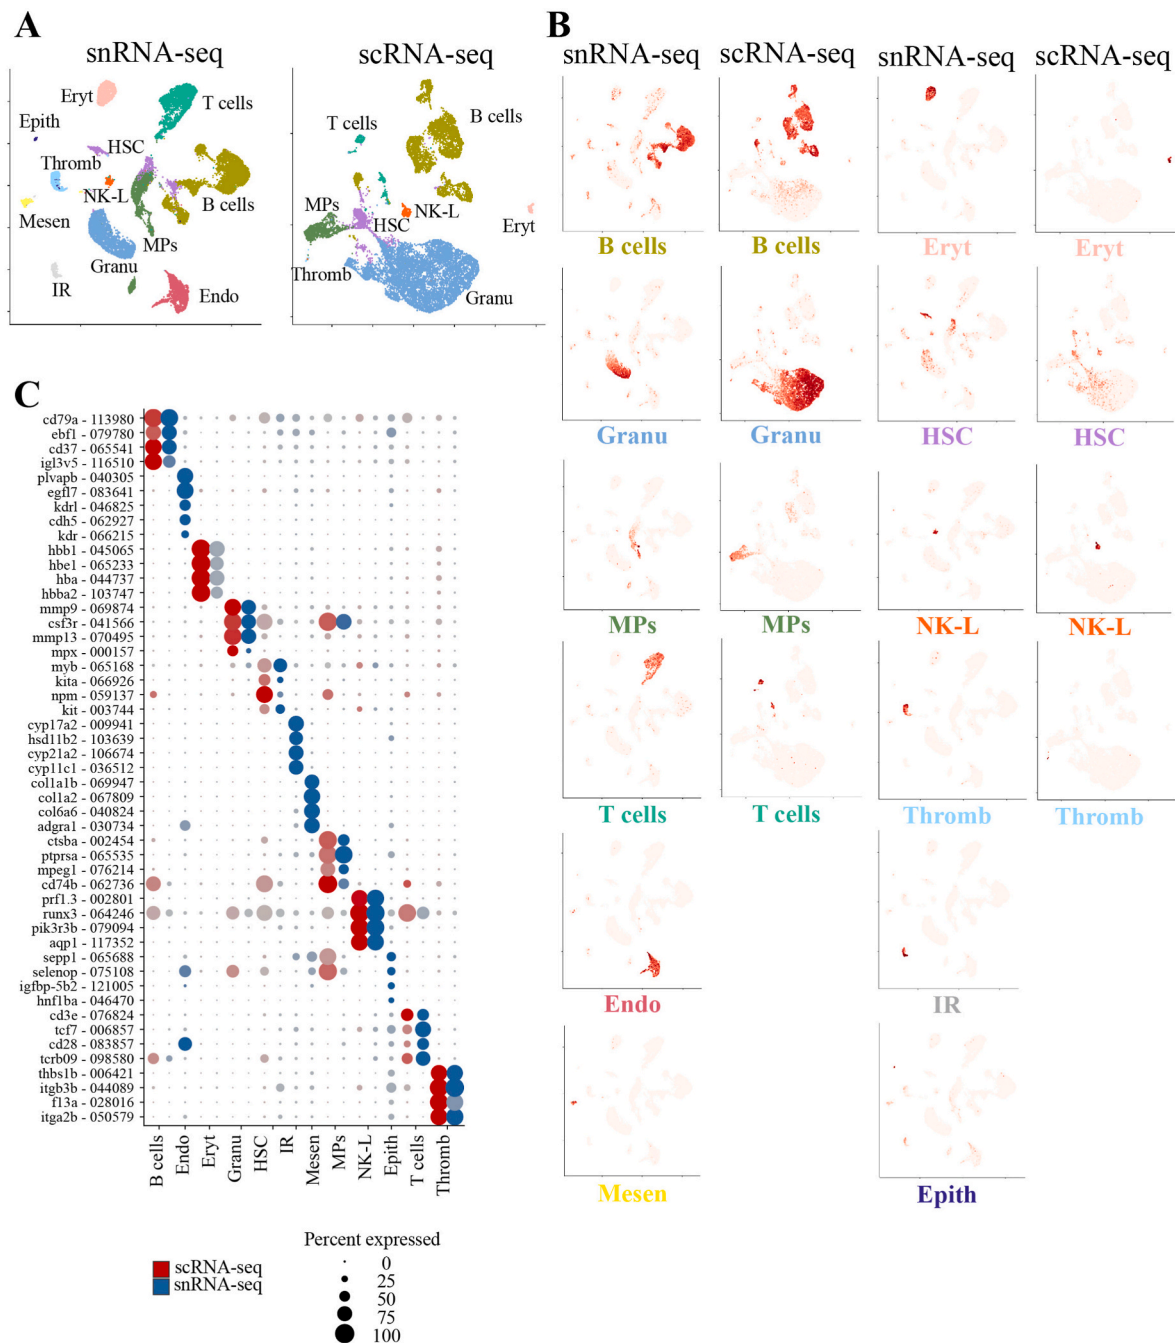 A
snRNA-seq
scRNA-seq
Eryt
T cells
Epith
HSC
Thromb
NK-L
B cells
Mesen
MPs
Granu
IR
Endo
B cells
T cells
MPs
NK-L
HSC
Eryt
Thromb
Granu
B
snRNA-seq
scRNA-seq
snRNA-seq
scRNA-seq
B cells
B cells
Eryt
Eryt
Granu
Granu
HSC
HSC
MPs
MPs
NK-L
NK-L
T cells
T cells
Thromb
Thromb
Endo
IR
Mesen
Epith
C
cd79a - 113980
ebf1 - 079780
cd37 - 065541
igl3v5 - 116510
plvapb - 040305
egfl7 - 083641
kdrl - 046825
cdh5 - 062927
kdr - 066215
hbb1 - 045065
hbe1 - 065233
hba - 044737
hbba2 - 103747
mmp9 - 069874
csf3r - 041566
mmp13 - 070495
mpx - 000157
myb - 065168
kita - 066926
npm - 059137
kit - 003744
cyp17a2 - 009941
hsd11b2 - 103639
cyp21a2 - 106674
cyp11c1 - 036512
col1a1b - 069947
col1a2 - 067809
col6a6 - 040824
adgra1 - 030734
ctsba - 002454
ptprsa - 065535
mpeg1 - 076214
cd74b - 062736
prf1.3 - 002801
runx3 - 064246
pik3r3b - 079094
aqp1 - 117352
sepp1 - 065688
selenop - 075108
igfbp-5b2 - 121005
hnf1ba - 046470
cd3e - 076824
tcf7 - 006857
cd28 - 083857
tcrb09 - 098580
thbs1b - 006421
itgb3b - 044089
f13a - 028016
itga2b - 050579
B cells
Endo
Eryt
Granu
HSC
IR
Mesen
MPs
NK-L
Epith
T cells
Thromb
scRNA-seq
snRNA-seq
Percent expressed
0
25
50
75
100